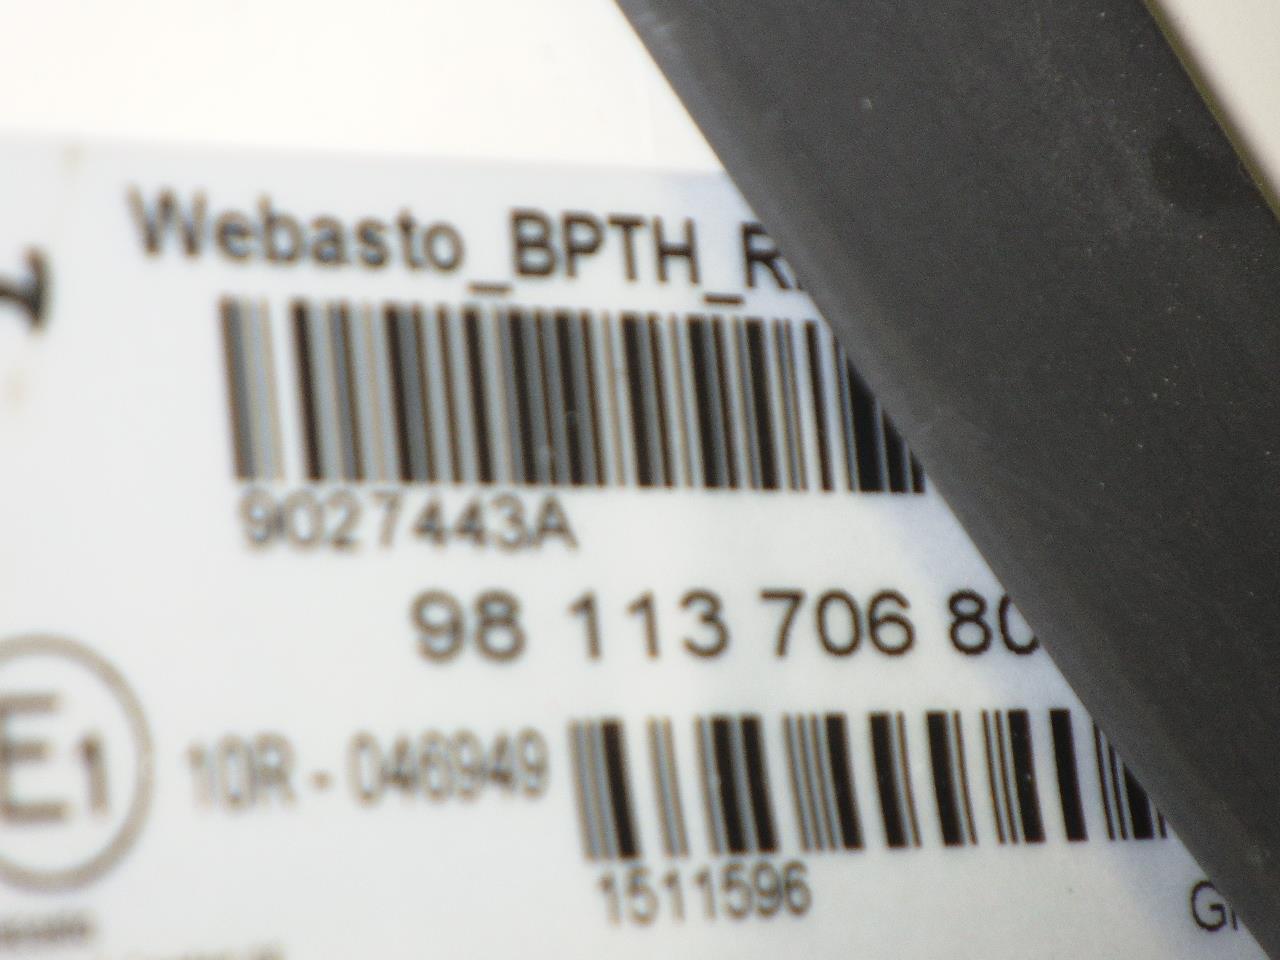 Webasto_BPTH_R
9027443A
98 113 706 80
E1
10R - 046949
1511596